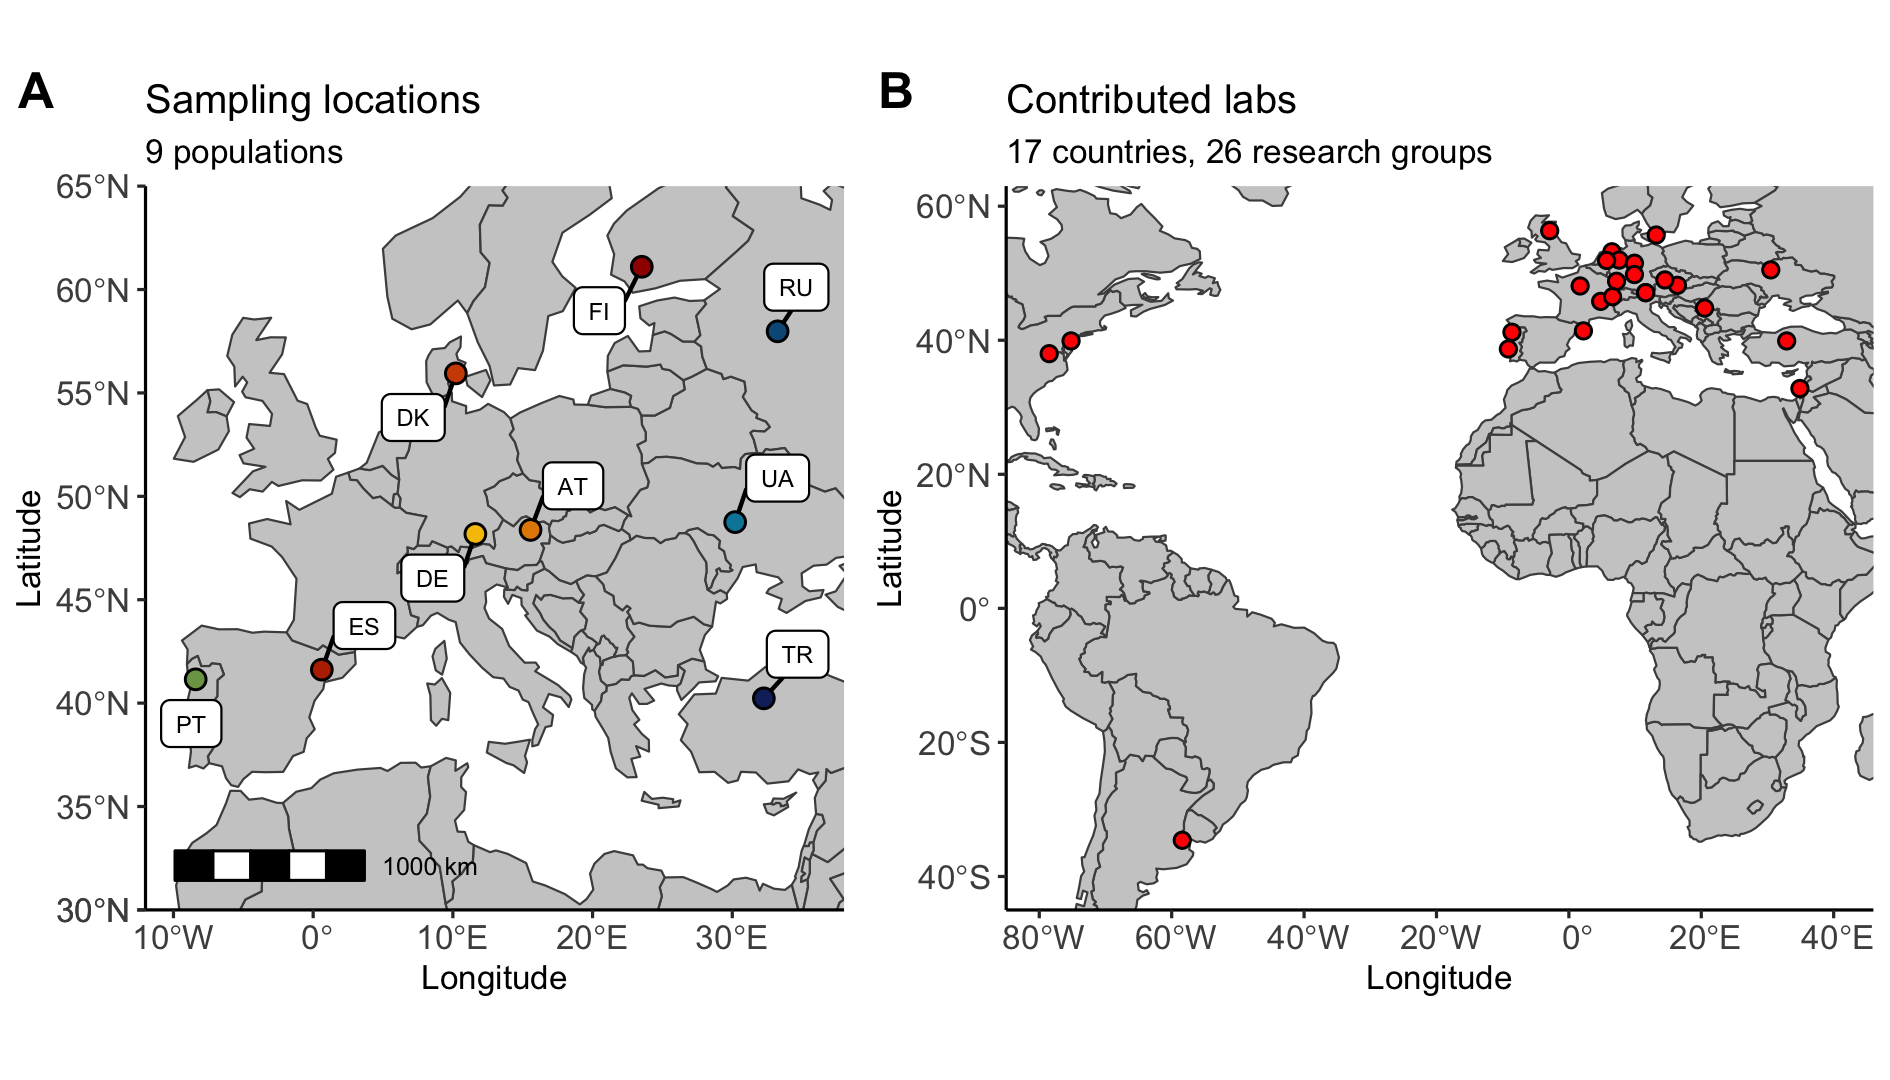 A
Sampling locations
9 populations
65°N
60°N
55°N
50°N
45°N
40°N
35°N
30°N
Latitude
FI
RU
DK
AT
UA
DE
ES
TR
PT
1000 km
10°W 0° 10°E 20°E 30°E
Longitude
B
Contributed labs
17 countries, 26 research groups
60°N
40°N
20°N
0°
20°S
40°S
Latitude
80°W 60°W 40°W 20°W 0° 20°E 40°E
Longitude